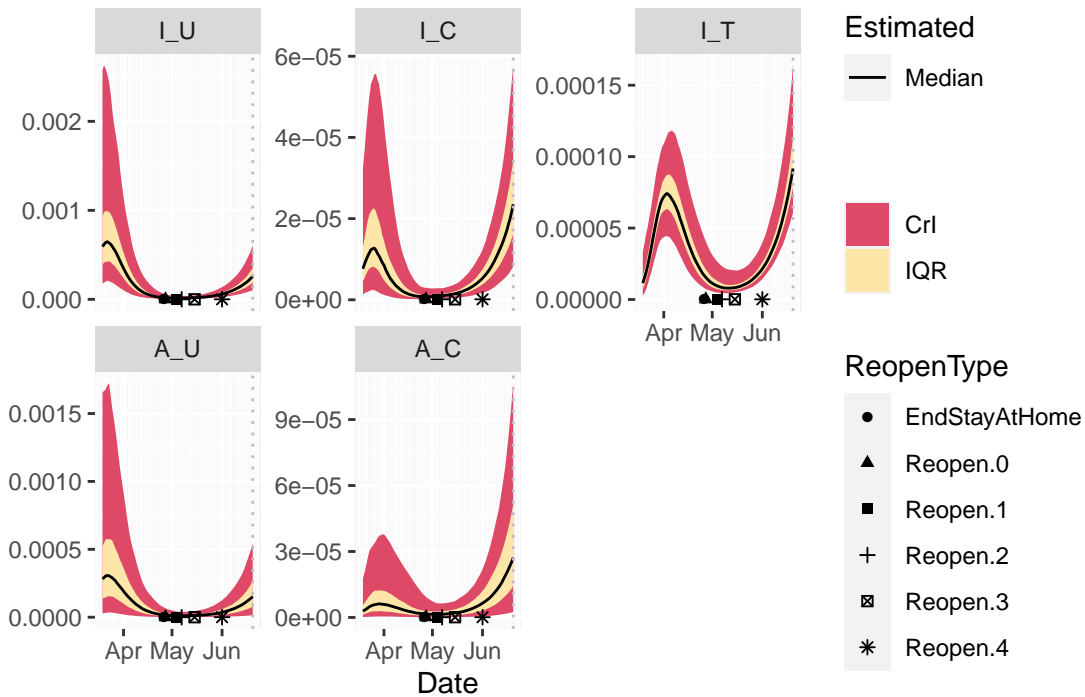 I_U
I_C
I_T
0.002
0.001
0.000
6e−05
4e−05
2e−05
0e+00
0.00015
0.00010
0.00005
0.00000
Apr May Jun
A_U
A_C
0.0015
0.0010
0.0005
0.0000
9e−05
6e−05
3e−05
0e+00
Apr May Jun
Apr May Jun
Date
Estimated
Median
CrI
IQR
ReopenType
EndStayAtHome
Reopen.0
Reopen.1
Reopen.2
Reopen.3
Reopen.4